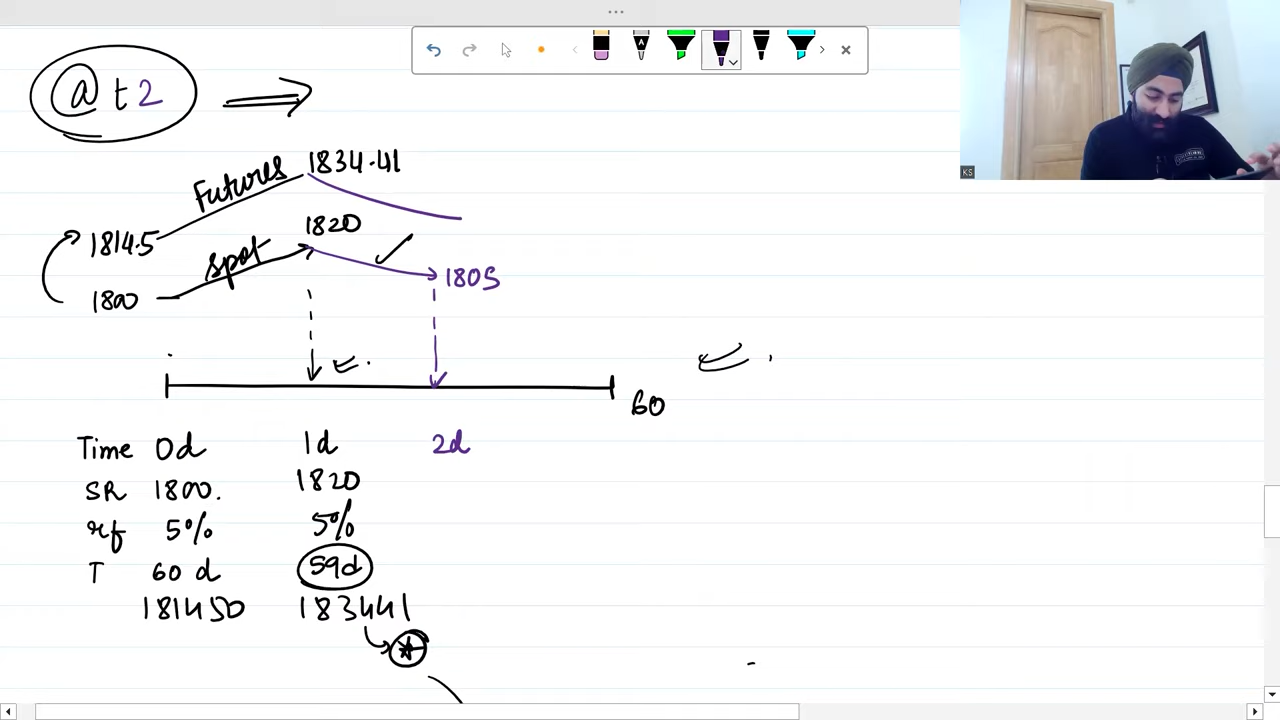 @ t2
Futures 1834.41
1814.5
spot 1820
1800
1805
60
Time 0d 1d 2d
SR 1800. 1820
rf 5% 5%
T 60 d 59d
181450 183441
KS